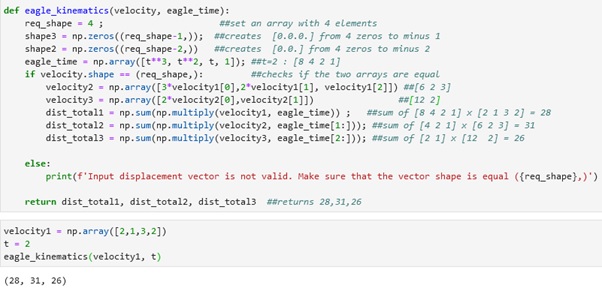 def eagle_kinematics(velocity, eagle_time):
req_shape = 4 ; ##set an array with 4 elements
shape3 = np.zeros((req_shape-1,)); ##creates [0.0.0.] from 4 zeros to minus 1
shape2 = np.zeros((req_shape-2,)) ##creates [0.0.] from 4 zeros to minus 2
eagle_time = np.array([t**3, t**2, t, 1]); ##t=2 : [8 4 2 1]
if velocity.shape == (req_shape,): ##checks if the two arrays are equal
velocity2 = np.array([3*velocity1[0],2*velocity1[1], velocity1[2]]) ##[6 2 3]
velocity3 = np.array([2*velocity2[0],velocity2[1]]) ##[12 2]
dist_total1 = np.sum(np.multiply(velocity1, eagle_time)) ; ##sum of [8 4 2 1] x [2 1 3 2] = 28
dist_total2 = np.sum(np.multiply(velocity2, eagle_time[1:])); ##sum of [4 2 1] x [6 2 3] = 31
dist_total3 = np.sum(np.multiply(velocity3, eagle_time[2:])); ##sum of [2 1] x [12 2] = 26
else:
print(f'Input displacement vector is not valid. Make sure that the vector shape is equal ({req_shape},)')
return dist_total1, dist_total2, dist_total3 ##returns 28,31,26
velocity1 = np.array([2,1,3,2])
t = 2
eagle_kinematics(velocity1, t)
(28, 31, 26)